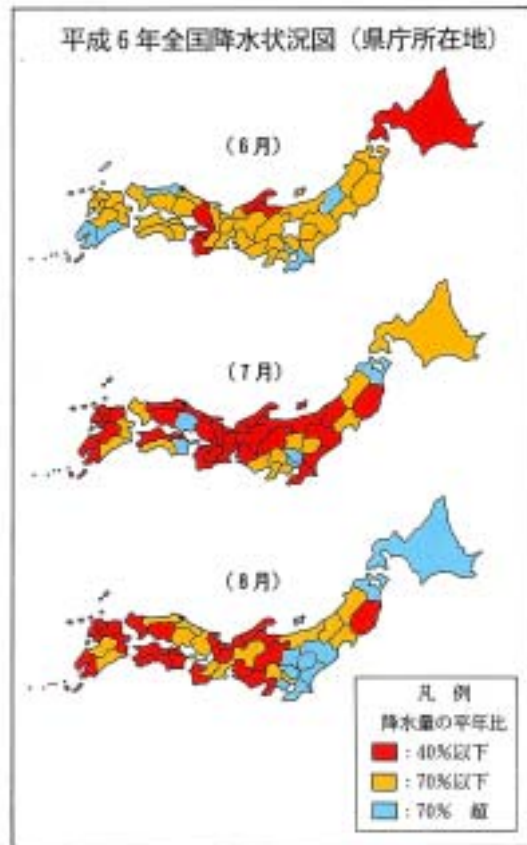 平成6年全国降水状況図(県庁所在地)
(6月)
(7月)
(8月)
凡 例
降水量の平年比
:40%以下
:70%以下
:70% 超